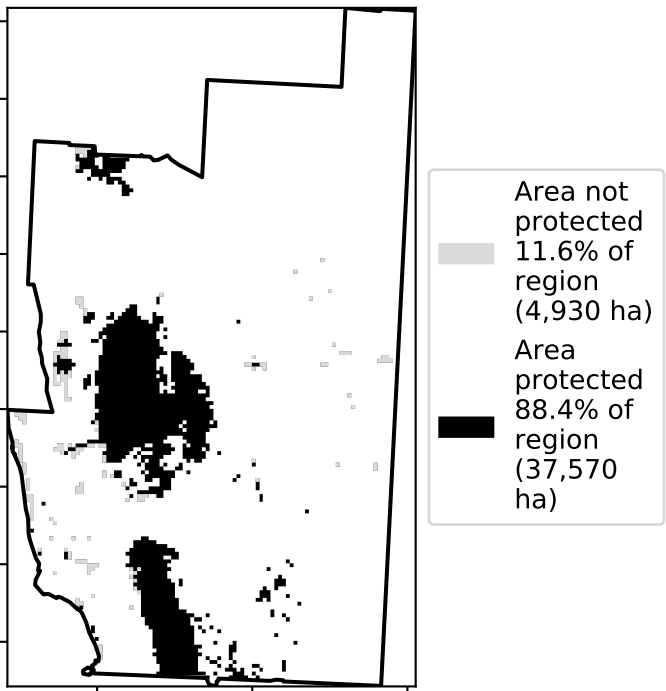 Area not
protected
11.6% of
region
(4,930 ha)
Area
protected
88.4% of
region
(37,570
ha)